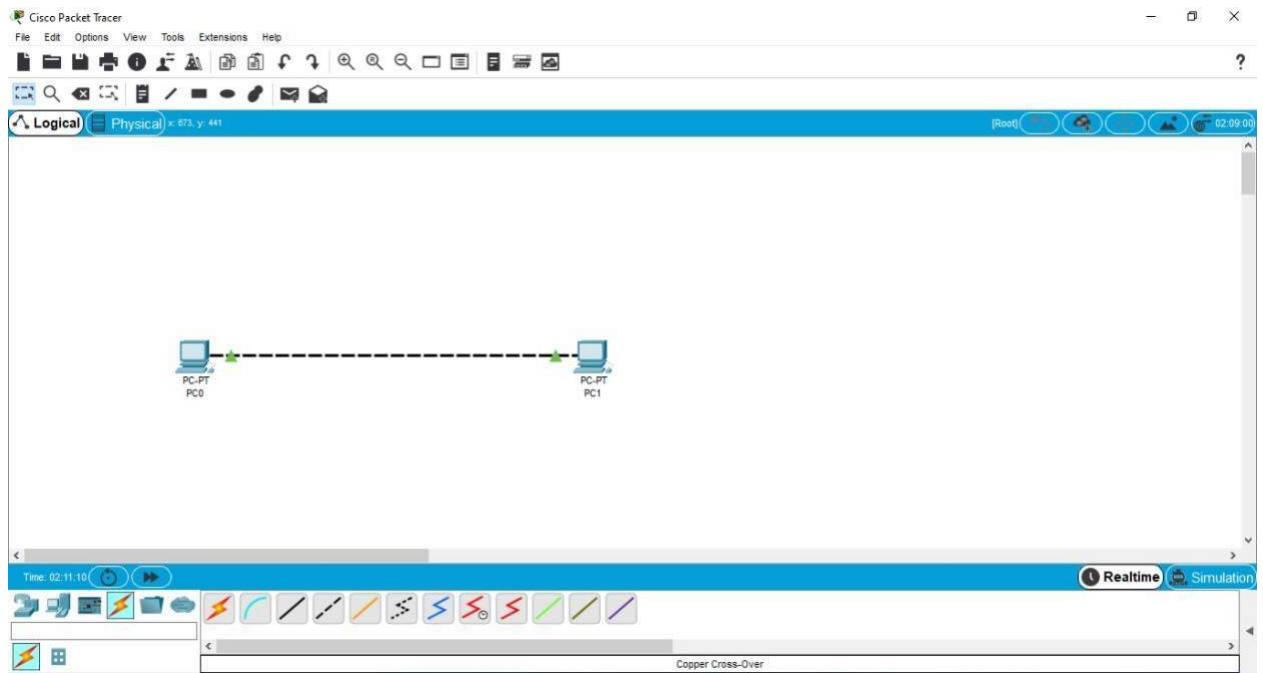 Cisco Packet Tracer
File Edit Options View Tools Extensions Help
?
Logical Physical x: 673, y: 441 [Root] 02:09:00
PC-PT PC-PT
PC0 PC1
Time: 02:11:10 Realtime Simulation
Copper Cross-Over